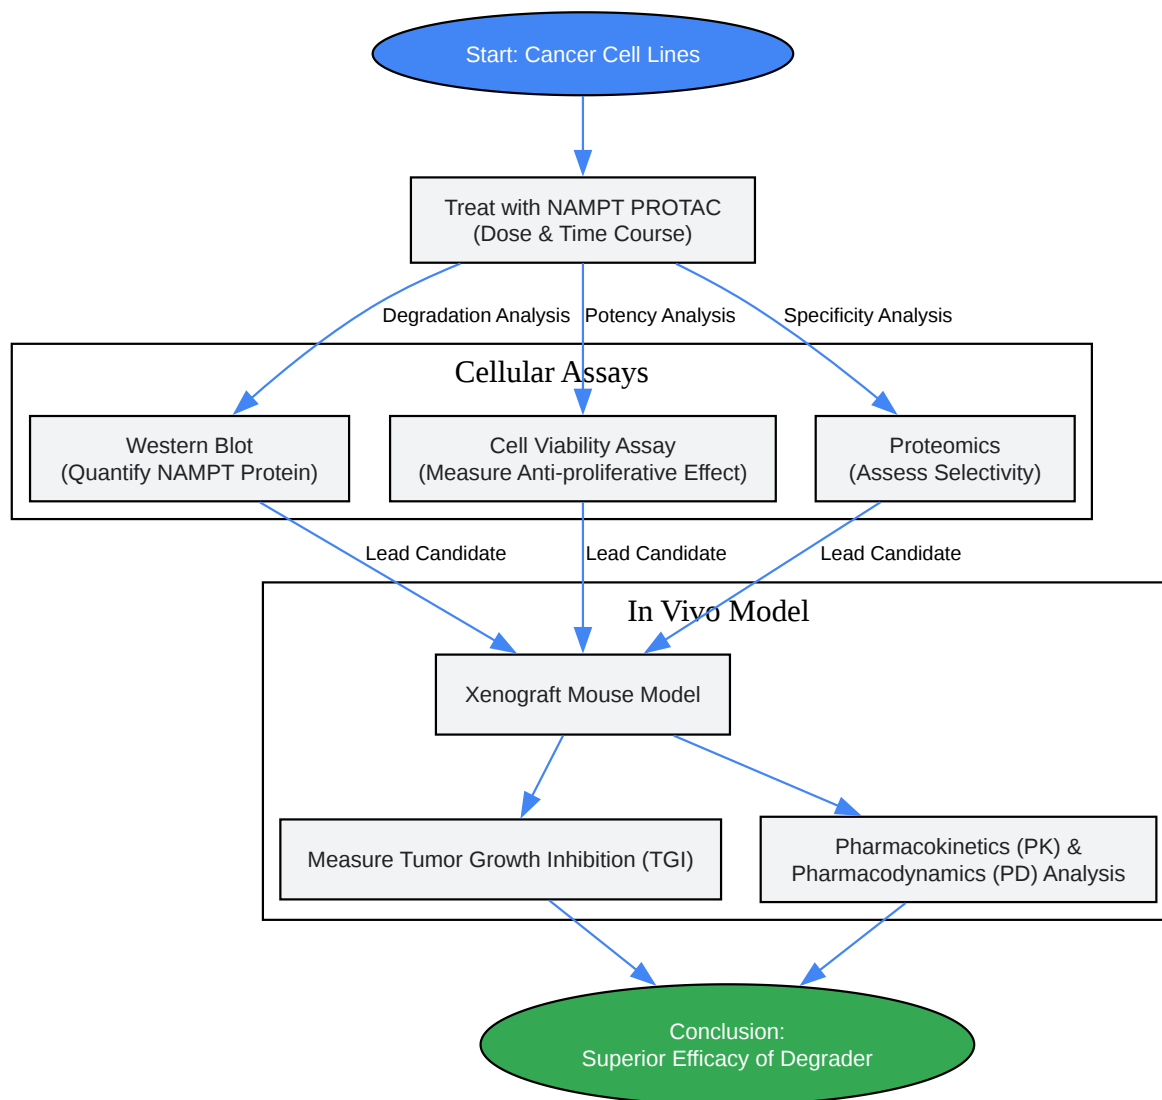 Start: Cancer Cell Lines
Treat with NAMPT PROTAC
(Dose & Time Course)
Degradation Analysis
Potency Analysis
Specificity Analysis
Cellular Assays
Western Blot
(Quantify NAMPT Protein)
Cell Viability Assay
(Measure Anti-proliferative Effect)
Proteomics
(Assess Selectivity)
Lead Candidate
Lead Candidate
Lead Candidate
In Vivo Model
Xenograft Mouse Model
Measure Tumor Growth Inhibition (TGI)
Pharmacokinetics (PK) &
Pharmacodynamics (PD) Analysis
Conclusion:
Superior Efficacy of Degrader